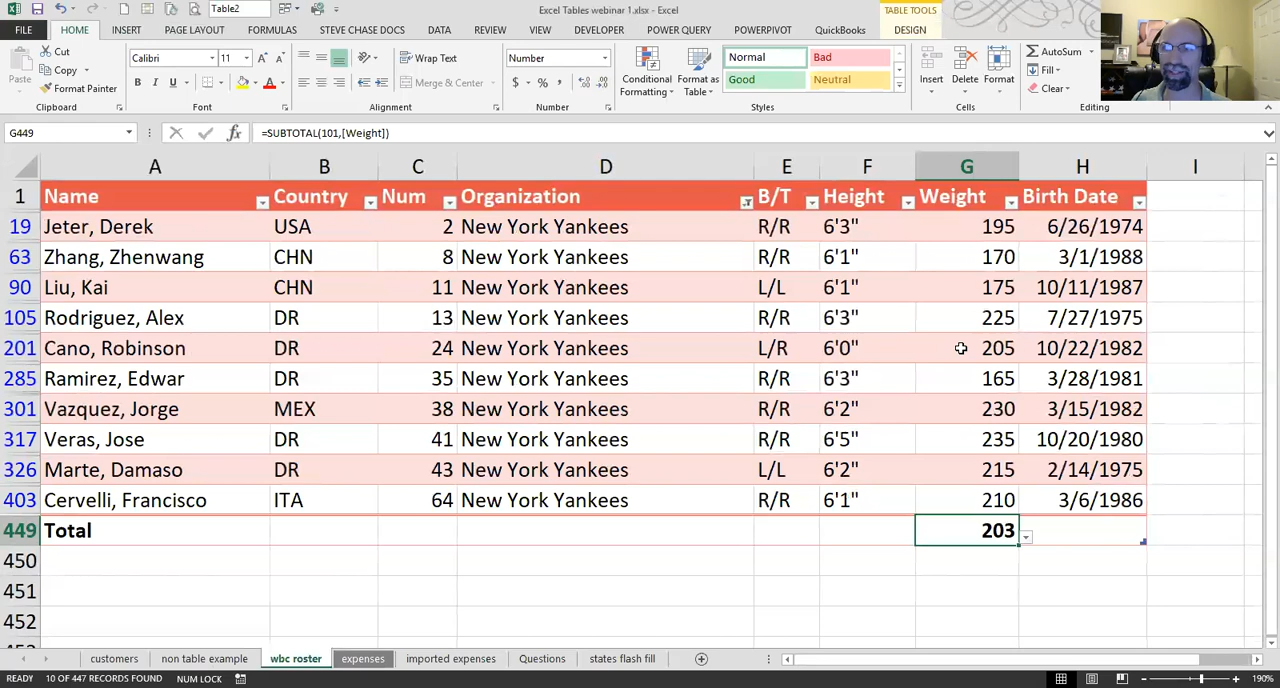 Table2
Excel Tables webinar 1.xlsx - Excel
TABLE TOOLS
FILE HOME INSERT PAGE LAYOUT FORMULAS STEVE CHASE DOCS DATA REVIEW VIEW DEVELOPER POWER QUERY POWERPIVOT QuickBooks DESIGN
Paste Cut Copy Format Painter
Calibri 11 B I U
Wrap Text Merge & Center
Number $ % ,
Conditional Formatting Format as Table
Normal Bad Good Neutral
Insert Delete Format
AutoSum Fill Clear
Clipboard Font Alignment Number Styles Cells Editing
G449 fx =SUBTOTAL(101,[Weight])
A B C D E F G H I
1 Name Country Num Organization B/T Height Weight Birth Date
19 Jeter, Derek USA 2 New York Yankees R/R 6'3" 195 6/26/1974
63 Zhang, Zhenwang CHN 8 New York Yankees R/R 6'1" 170 3/1/1988
90 Liu, Kai CHN 11 New York Yankees L/L 6'1" 175 10/11/1987
105 Rodriguez, Alex DR 13 New York Yankees R/R 6'3" 225 7/27/1975
201 Cano, Robinson DR 24 New York Yankees L/R 6'0" 205 10/22/1982
285 Ramirez, Edwar DR 35 New York Yankees R/R 6'3" 165 3/28/1981
301 Vazquez, Jorge MEX 38 New York Yankees R/R 6'2" 230 3/15/1982
317 Veras, Jose DR 41 New York Yankees R/R 6'5" 235 10/20/1980
326 Marte, Damaso DR 43 New York Yankees L/L 6'2" 215 2/14/1975
403 Cervelli, Francisco ITA 64 New York Yankees R/R 6'1" 210 3/6/1986
449 Total 203
450
451
452
customers non table example wbc roster expenses imported expenses Questions states flash fill
READY 10 OF 447 RECORDS FOUND NUM LOCK 190%